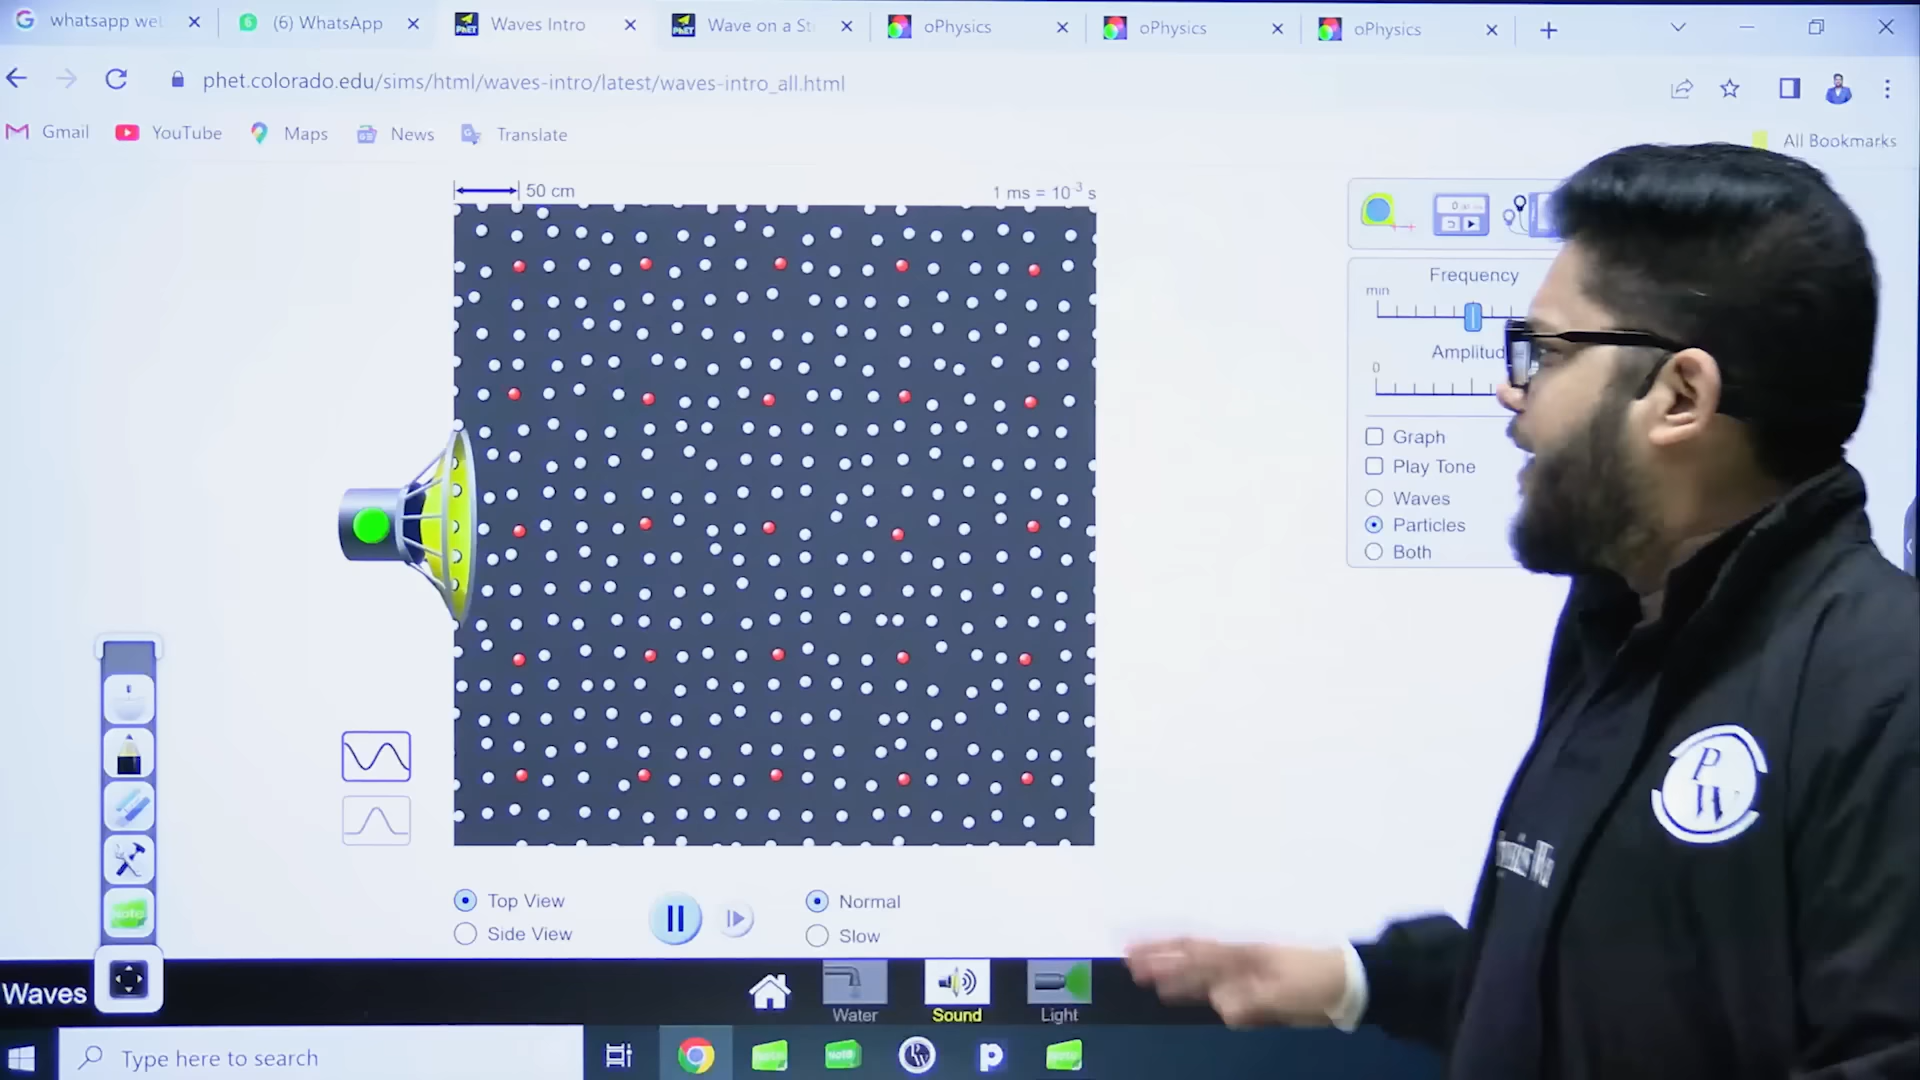 whatsapp we
(6) WhatsApp
Waves Intro
Wave on a St
oPhysics
oPhysics
oPhysics
phet.colorado.edu/sims/html/waves-intro/latest/waves-intro_all.html
Gmail
YouTube
Maps
News
Translate
All Bookmarks
50 cm
1 ms = 10⁻³ s
Frequency
min
Amplitude
0
Graph
Play Tone
Waves
Particles
Both
Top View
Side View
Normal
Slow
PW
Note
Waves
Water
Sound
Light
Type here to search